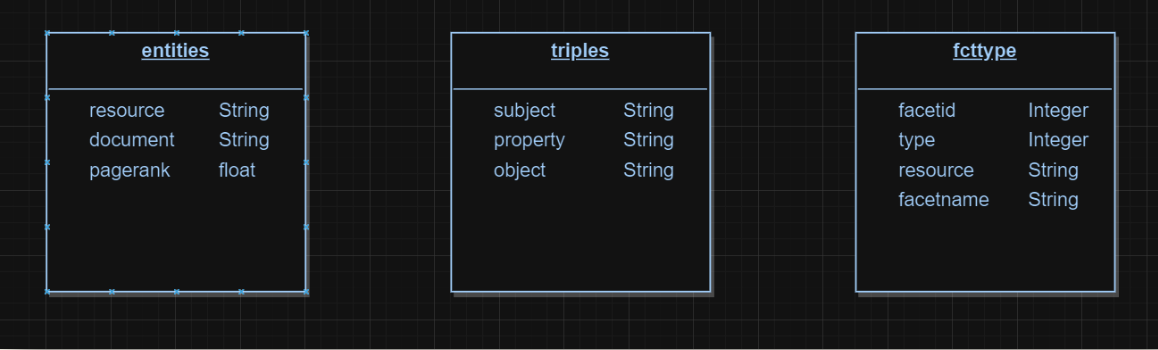 entities
resource String
document String
pagerank float
triples
subject String
property String
object String
fcttype
facetid Integer
type Integer
resource String
facetname String